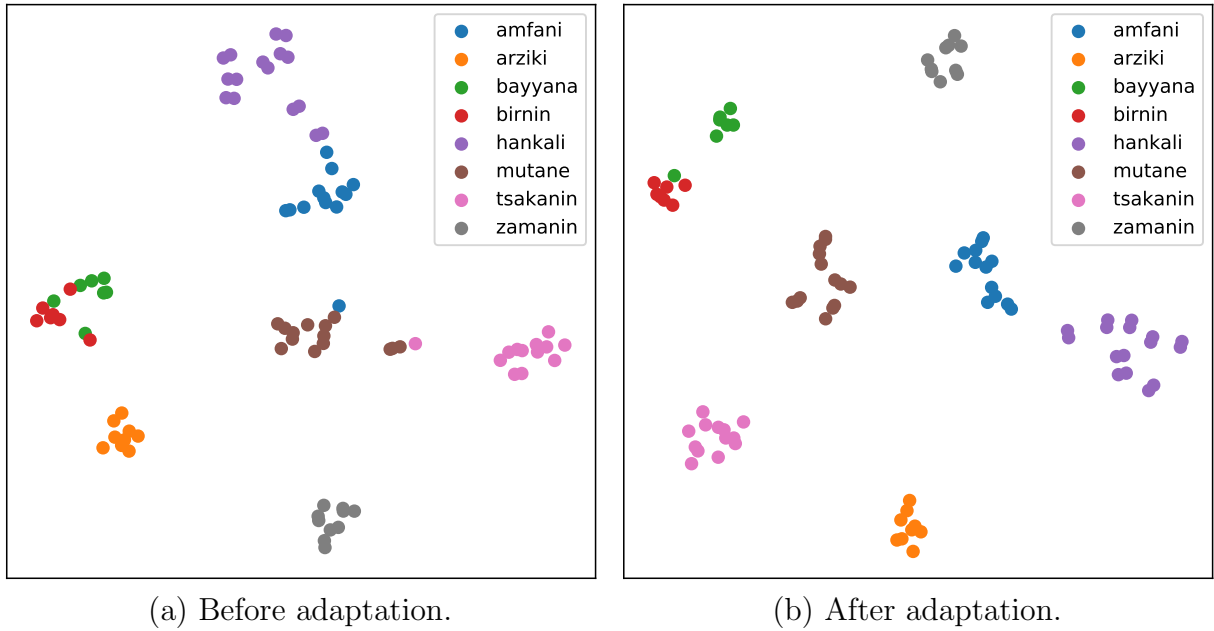 amfani
arziki
bayyana
birnin
hankali
mutane
tsakanin
zamanin
amfani
arziki
bayyana
birnin
hankali
mutane
tsakanin
zamanin
(a) Before adaptation.
(b) After adaptation.